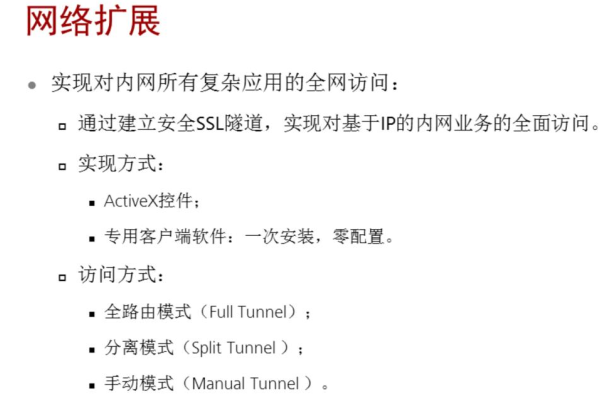 网络扩展
实现对内网所有复杂应用的全网访问：
通过建立安全SSL隧道，实现对基于IP的内网业务的全面访问。
实现方式：
ActiveX控件；
专用客户端软件：一次安装，零配置。
访问方式：
全路由模式（Full Tunnel）；
分离模式（Split Tunnel ）；
手动模式（Manual Tunnel ）。